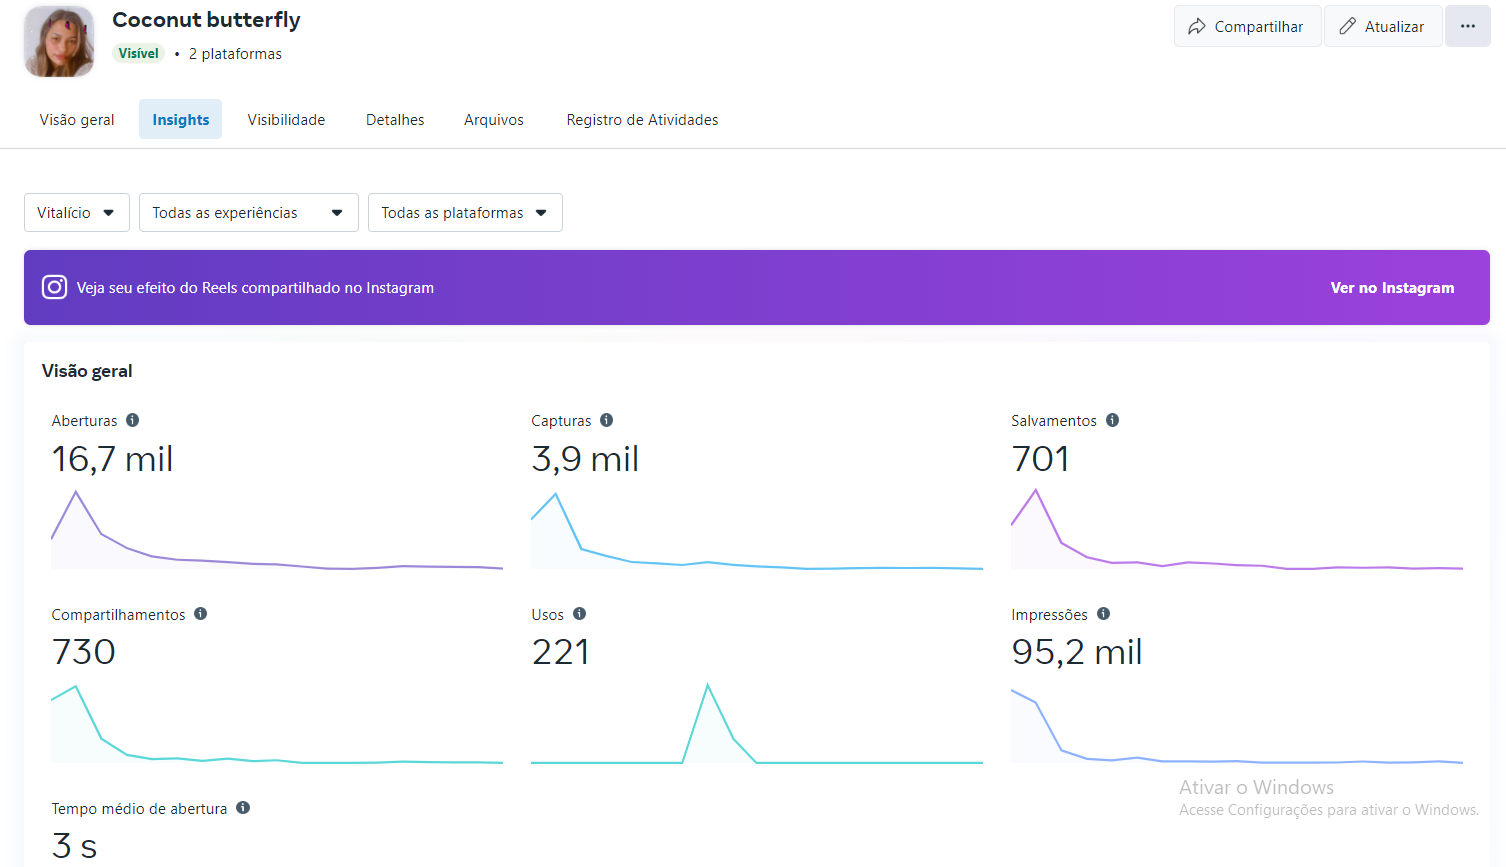 Coconut butterfly
Visível • 2 plataformas
Compartilhar
Atualizar
Visão geral
Insights
Visibilidade
Detalhes
Arquivos
Registro de Atividades
Vitalício
Todas as experiências
Todas as plataformas
Veja seu efeito do Reels compartilhado no Instagram
Ver no Instagram
Visão geral
Aberturas
16,7 mil
Capturas
3,9 mil
Salvamentos
701
Compartilhamentos
730
Usos
221
Impressões
95,2 mil
Tempo médio de abertura
3 s
Ativar o Windows
Acesse Configurações para ativar o Windows.